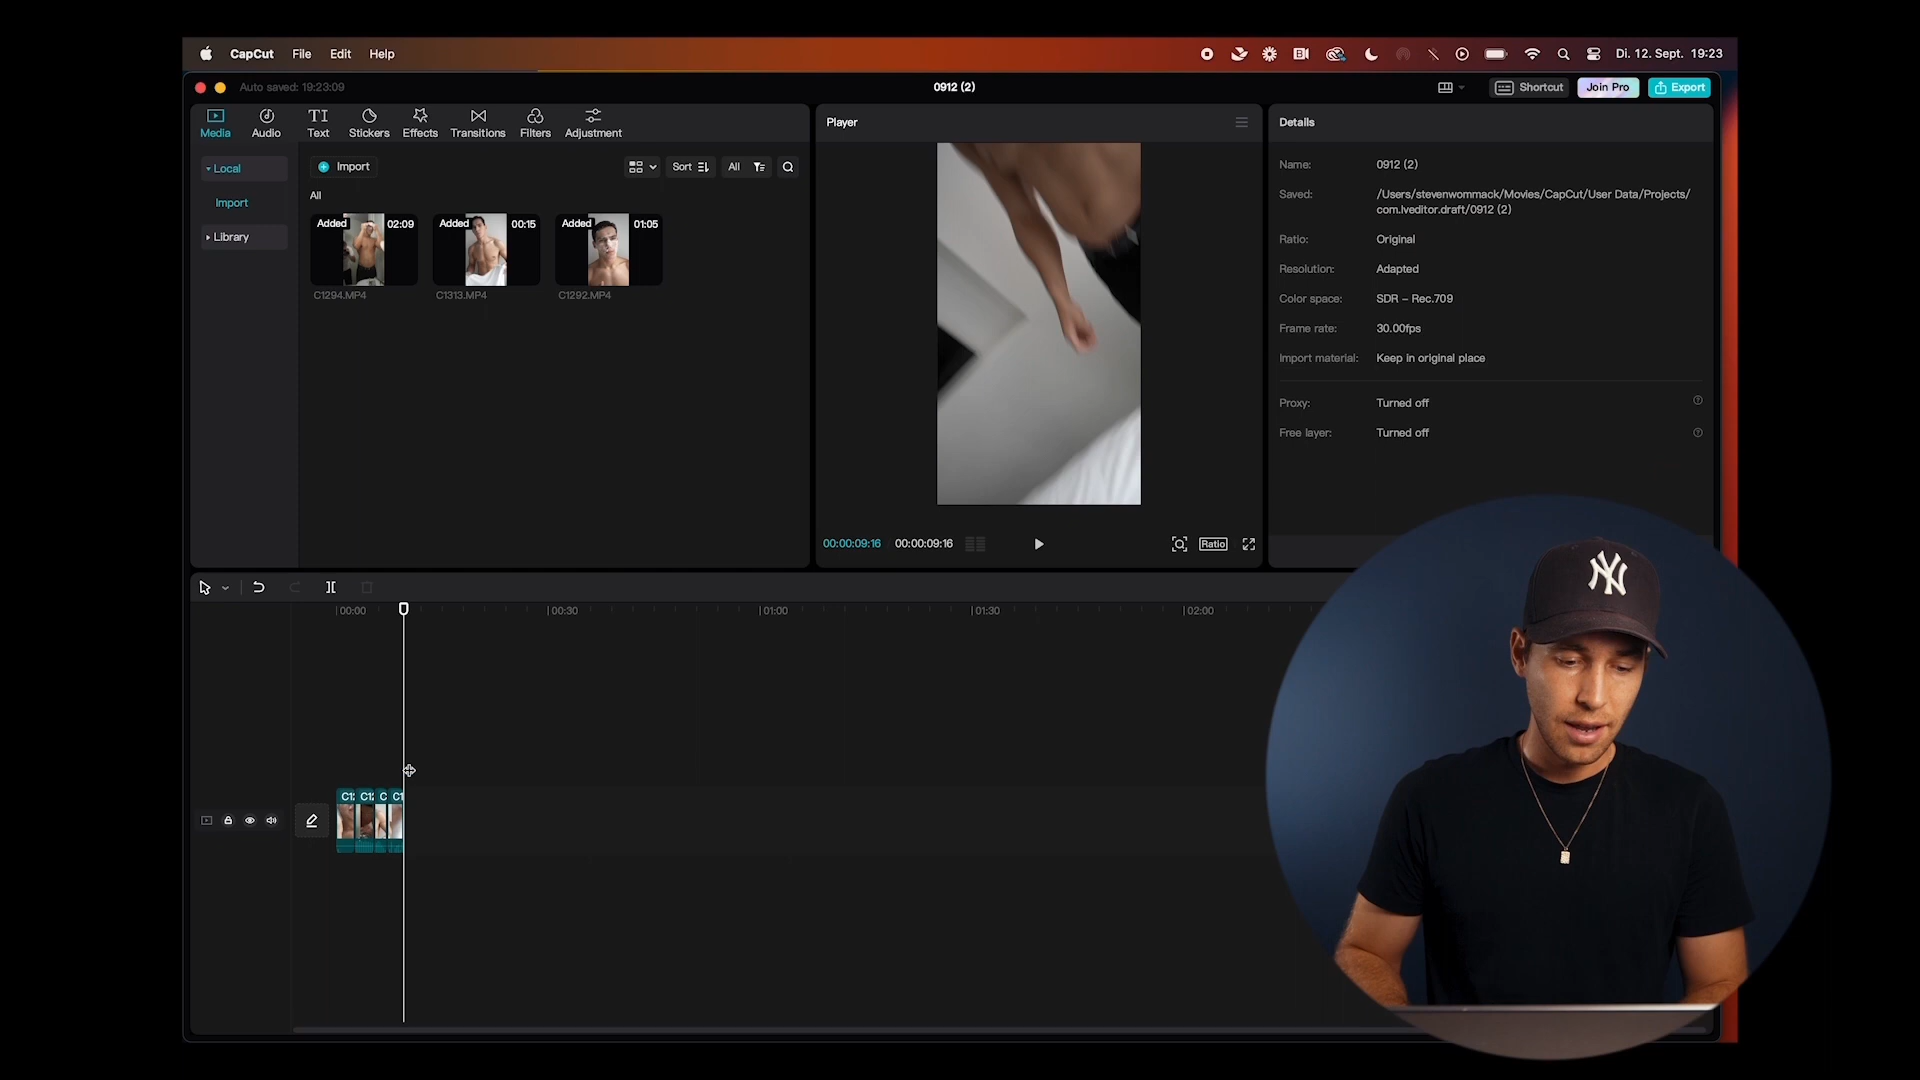 CapCut File Edit Help
Di. 12. Sept. 19:23
Auto saved: 19:23:09
0912 (2)
Shortcut
Join Pro
Export
Media
Audio
Text
Stickers
Effects
Transitions
Filters
Adjustment
Local
Import
Library
Import
Sort
All
All
Added 02:09
C1294.MP4
Added 00:15
C1313.MP4
Added 01:05
C1292.MP4
Player
00:00:09:16 00:00:09:16
Ratio
Details
Name: 0912 (2)
Saved: /Users/stevenwommack/Movies/CapCut/User Data/Projects/
com.lveditor.draft/0912 (2)
Ratio: Original
Resolution: Adapted
Color space: SDR – Rec.709
Frame rate: 30.00fps
Import material: Keep in original place
Proxy: Turned off
Free layer: Turned off
00:00
00:30
01:00
01:30
02:00
NY